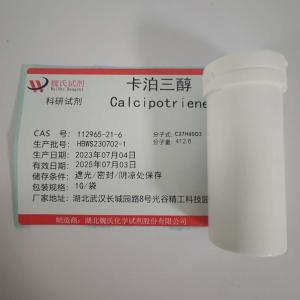 魏氏试剂
WeiShi Reagent
卡泊三醇
科研试剂
Calcipotriene
CAS 号：112965-21-6
分子式：C27H40O3
生产批号：HBWS230702-1
分子量：412.6
生产日期：2023年07月04日
有效日期：2025年07月03日
储存条件：遮光/密封/阴凉处保存
包装规格：1G/袋
厂家地址：湖北武汉长城园路8号光谷精工科技园
制造商：湖北魏氏化学试剂股份有限公司